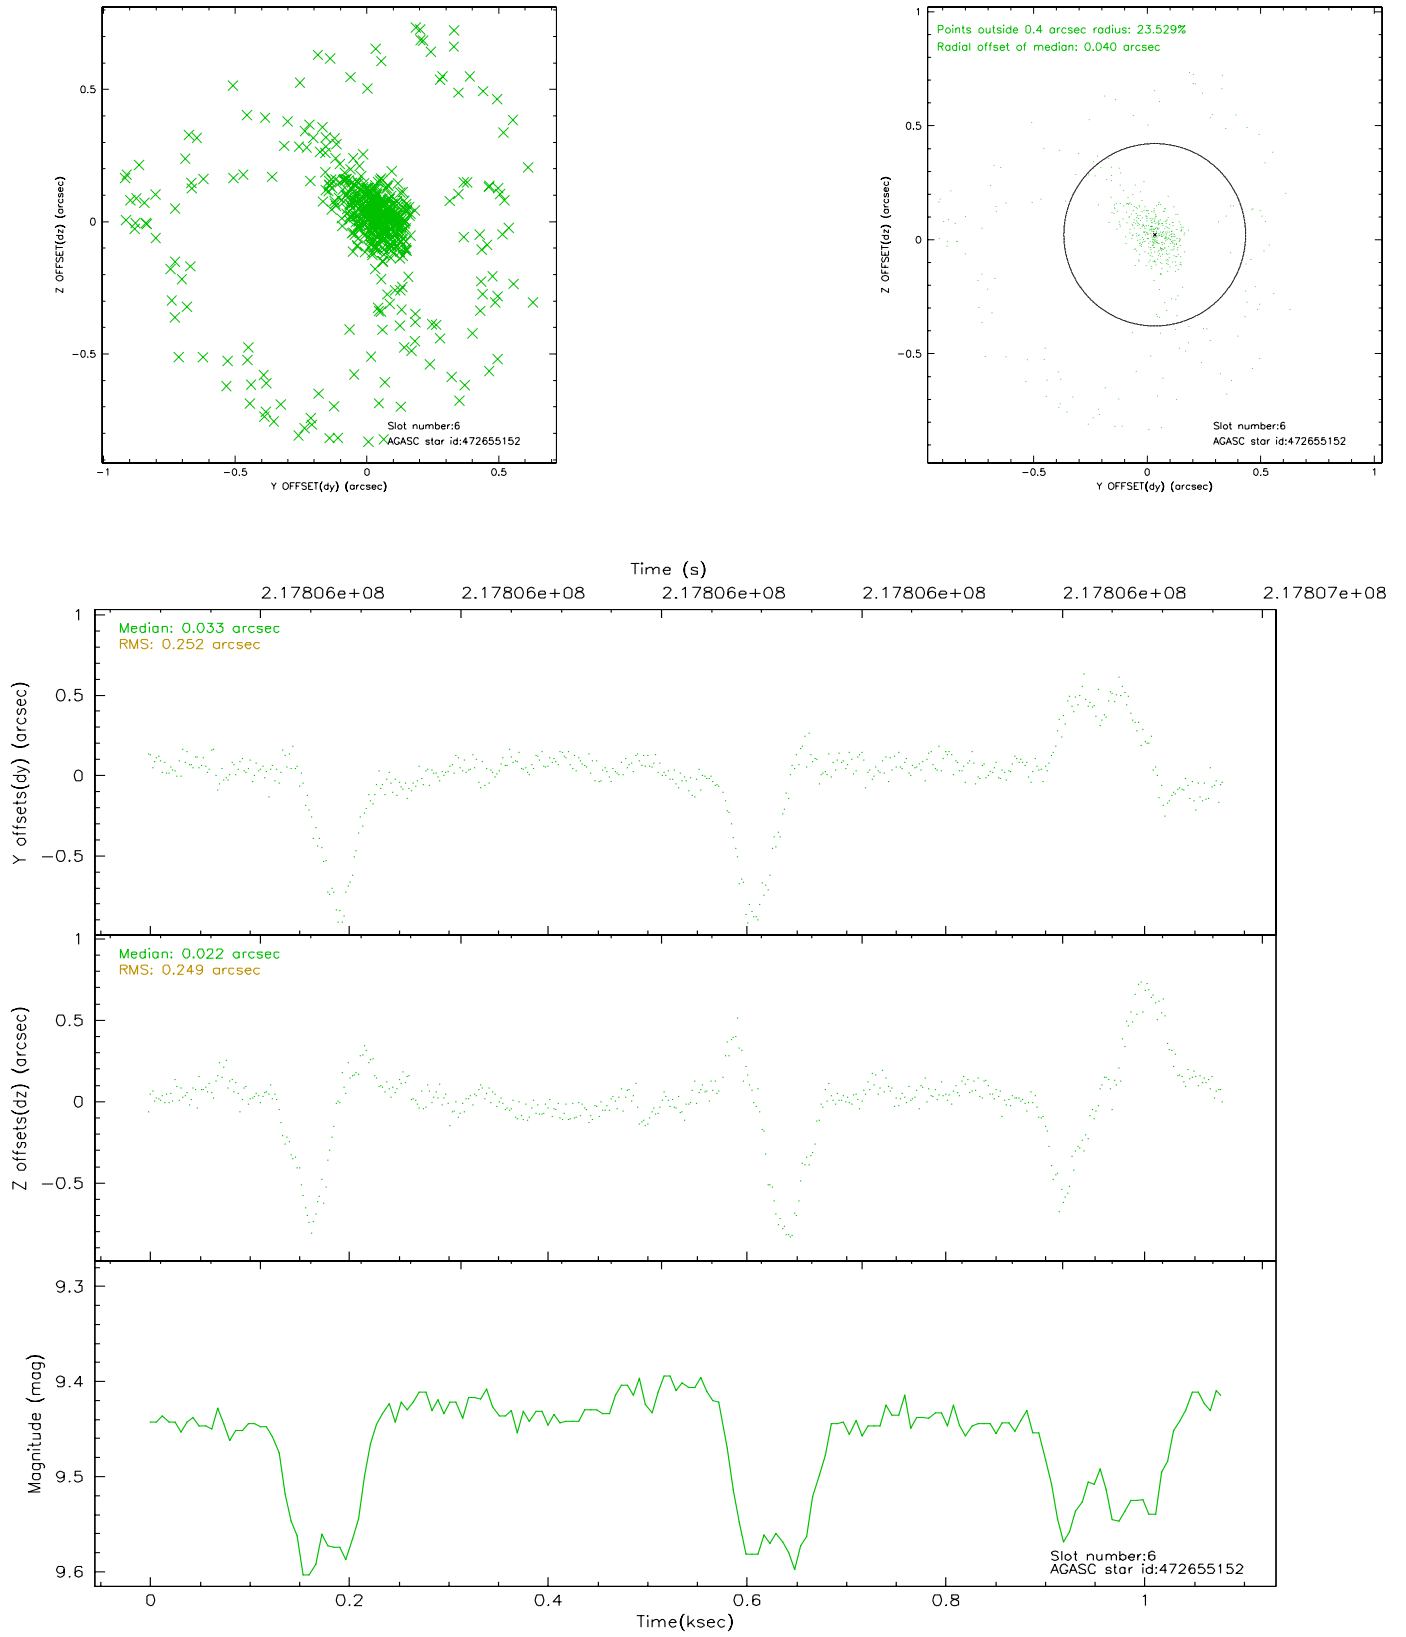 0.5
0
−0.5
Z OFFSET(dz) (arcsec)
−1
−0.5
0
0.5
Y OFFSET(dy) (arcsec)
Slot number:6
AGASC star id:472655152
Points outside 0.4 arcsec radius: 23.529%
Radial offset of median: 0.040 arcsec
1
0.5
0
−0.5
Z OFFSET(dz) (arcsec)
−0.5
0
0.5
1
Y OFFSET(dy) (arcsec)
Slot number:6
AGASC star id:472655152
Time (s)
2.17806e+08 2.17806e+08 2.17806e+08 2.17806e+08 2.17806e+08 2.17807e+08
Median: 0.033 arcsec
RMS: 0.252 arcsec
1
0.5
0
−0.5
Y offsets(dy) (arcsec)
Median: 0.022 arcsec
RMS: 0.249 arcsec
1
0.5
0
−0.5
Z offsets(dz) (arcsec)
9.3
9.4
9.5
9.6
Magnitude (mag)
Slot number:6
AGASC star id:472655152
0 0.2 0.4 0.6 0.8 1
Time(ksec)